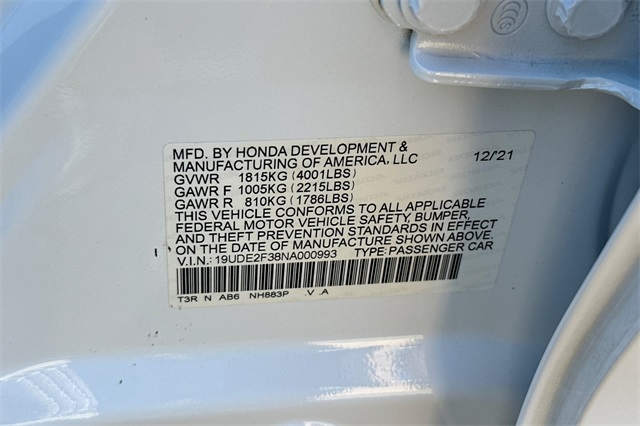 MFD. BY HONDA DEVELOPMENT &
MANUFACTURING OF AMERICA, LLC 12/21
GVWR 1815KG (4001LBS)
GAWR F 1005KG (2215LBS)
GAWR R 810KG (1786LBS)
THIS VEHICLE CONFORMS TO ALL APPLICABLE
FEDERAL MOTOR VEHICLE SAFETY, BUMPER,
AND THEFT PREVENTION STANDARDS IN EFFECT
ON THE DATE OF MANUFACTURE SHOWN ABOVE.
V.I.N.: 19UDE2F38NA000993 TYPE: PASSENGER CAR
T3R N AB6 NH883P .V .A